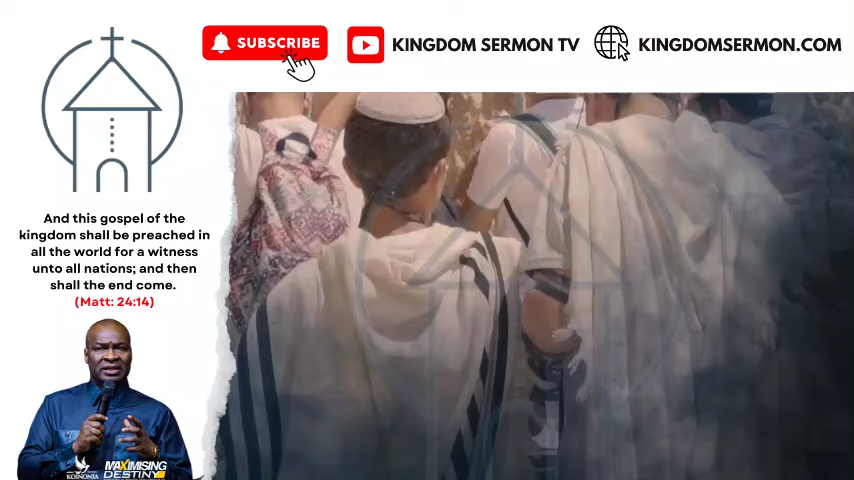 SUBSCRIBE
KINGDOM SERMON TV
KINGDOMSERMON.COM
And this gospel of the
kingdom shall be preached in
all the world for a witness
unto all nations; and then
shall the end come.
(Matt: 24:14)
KOINONIA
MAXIMISING
DESTINY